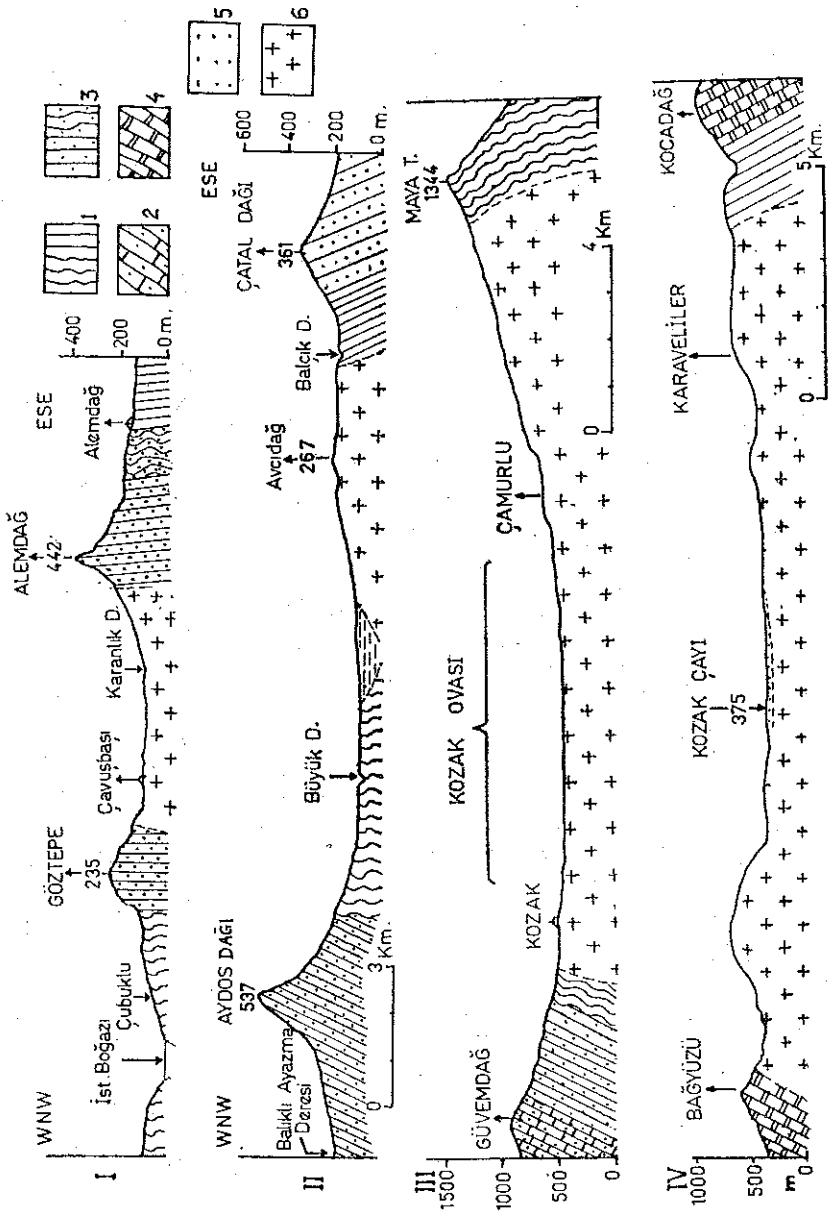 1
2
3
4
5
6
I
WNW
İst. Boğazı
Çubuklu
GÖZTEPE
235
Çavuşbaşı
Karanlık D.
ALEMDAĞ
442
Alemdağ
ESE
400
200
0 m.
II
WNW
Balıklı Ayazma
Deresi
AYDOS DAĞI
537
Büyük D.
Avcıdağ
267
Balcık D.
ÇATAL DAĞI
361
ESE
600
400
200
0 m.
0
3 Km.
III
1500
1000
500
0
GÜVEMDAĞ
KOZAK
KOZAK OVASI
ÇAMURLU
MAYA T.
1344
0
4 Km
IV
1000
500
m 0
BAĞYÜZÜ
KOZAK ÇAYI
375
KARAVELİLER
KOCADAĞ
0
5 Km.